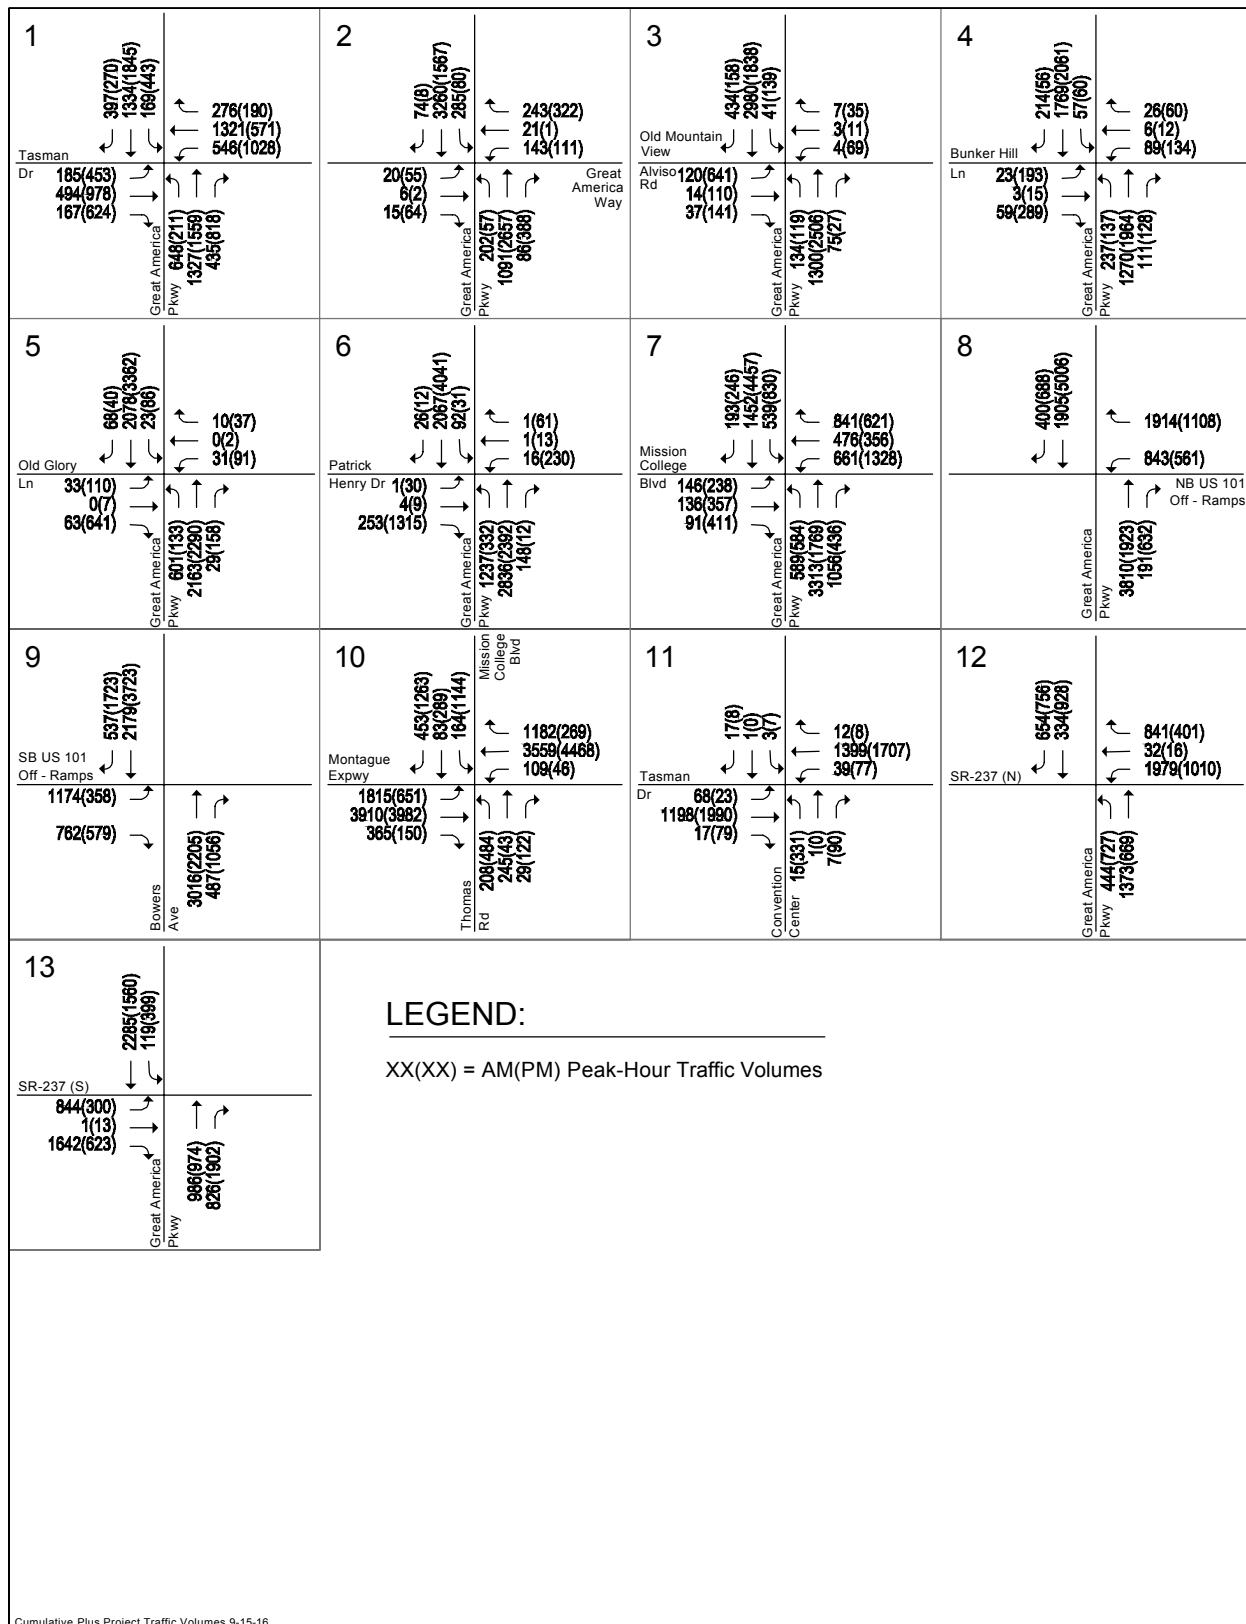 1
397(270)
1334(1845)
169(443)
276(190)
1321(571)
546(1028)
Tasman
Dr
185(453)
494(978)
167(624)
Great America
Pkwy
648(211)
1327(1559)
435(818)
2
74(8)
3260(1567)
285(80)
243(322)
21(1)
143(111)
Great
America
Way
20(55)
6(2)
15(64)
Great America
Pkwy
202(57)
1091(2657)
86(388)
3
434(158)
2980(1838)
41(139)
7(35)
3(11)
4(69)
Old Mountain
View
Alviso
Rd
120(641)
14(110)
37(141)
Great America
Pkwy
134(119)
1300(2506)
75(27)
4
214(56)
1769(2061)
57(60)
26(60)
6(12)
89(134)
Bunker Hill
Ln
23(193)
3(15)
59(289)
Great America
Pkwy
237(137)
1270(1964)
111(128)
5
68(40)
2078(3362)
23(86)
10(37)
0(2)
31(91)
Old Glory
Ln
33(110)
0(7)
63(641)
Great America
Pkwy
601(133)
2163(2290)
29(158)
6
26(12)
2067(4041)
92(31)
1(61)
1(13)
16(230)
Patrick
Henry Dr
1(30)
4(9)
253(1315)
Great America
Pkwy
1237(332)
2836(2392)
148(12)
7
193(246)
1452(4457)
539(830)
841(621)
476(356)
661(1328)
Mission
College
Blvd
146(238)
136(357)
91(411)
Great America
Pkwy
589(584)
3313(1769)
1056(436)
8
400(688)
1905(5006)
1914(1108)
843(561)
NB US 101
Off - Ramps
Great America
Pkwy
3810(1923)
191(632)
9
537(1723)
2179(3723)
SB US 101
Off - Ramps
1174(358)
762(579)
Bowers
Ave
3016(2205)
487(1056)
10
Mission
College
Blvd
453(1263)
83(289)
164(1144)
1182(269)
3559(4468)
109(46)
Montague
Expwy
1815(651)
3910(3982)
365(150)
Thomas
Rd
208(484)
245(43)
29(122)
11
17(8)
1(0)
3(7)
12(8)
1399(1707)
39(77)
Tasman
Dr
68(23)
1198(1990)
17(79)
Convention
Center
15(331)
1(0)
7(90)
12
654(756)
334(928)
841(401)
32(16)
1979(1010)
SR-237 (N)
Great America
Pkwy
444(727)
1373(669)
13
2285(1560)
119(399)
SR-237 (S)
844(300)
1(13)
1642(623)
Great America
Pkwy
986(974)
826(1902)
LEGEND:
XX(XX) = AM(PM) Peak-Hour Traffic Volumes
Cumulative Plus Project Traffic Volumes 9-15-16